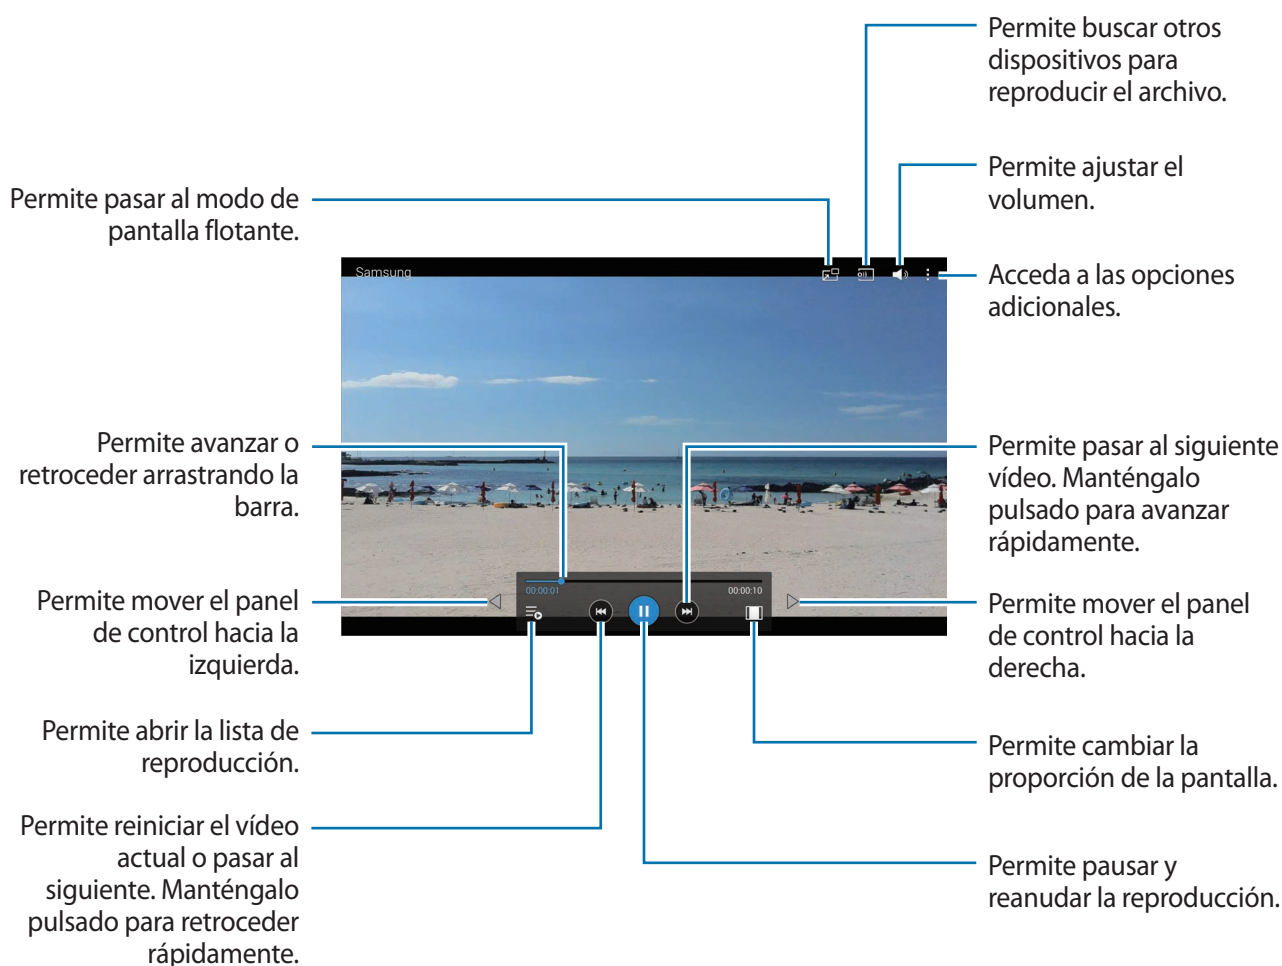 Permite buscar otros
dispositivos para
reproducir el archivo.
Permite ajustar el
volumen.
Permite pasar al modo de
pantalla flotante.
Samsung
Acceda a las opciones
adicionales.
Permite avanzar o
retroceder arrastrando la
barra.
Permite pasar al siguiente
vídeo. Manténgalo
pulsado para avanzar
rápidamente.
00:00:01
00:00:10
Permite mover el panel
de control hacia la
izquierda.
Permite mover el panel
de control hacia la
derecha.
Permite abrir la lista de
reproducción.
Permite cambiar la
proporción de la pantalla.
Permite reiniciar el vídeo
actual o pasar al
siguiente. Manténgalo
pulsado para retroceder
rápidamente.
Permite pausar y
reanudar la reproducción.